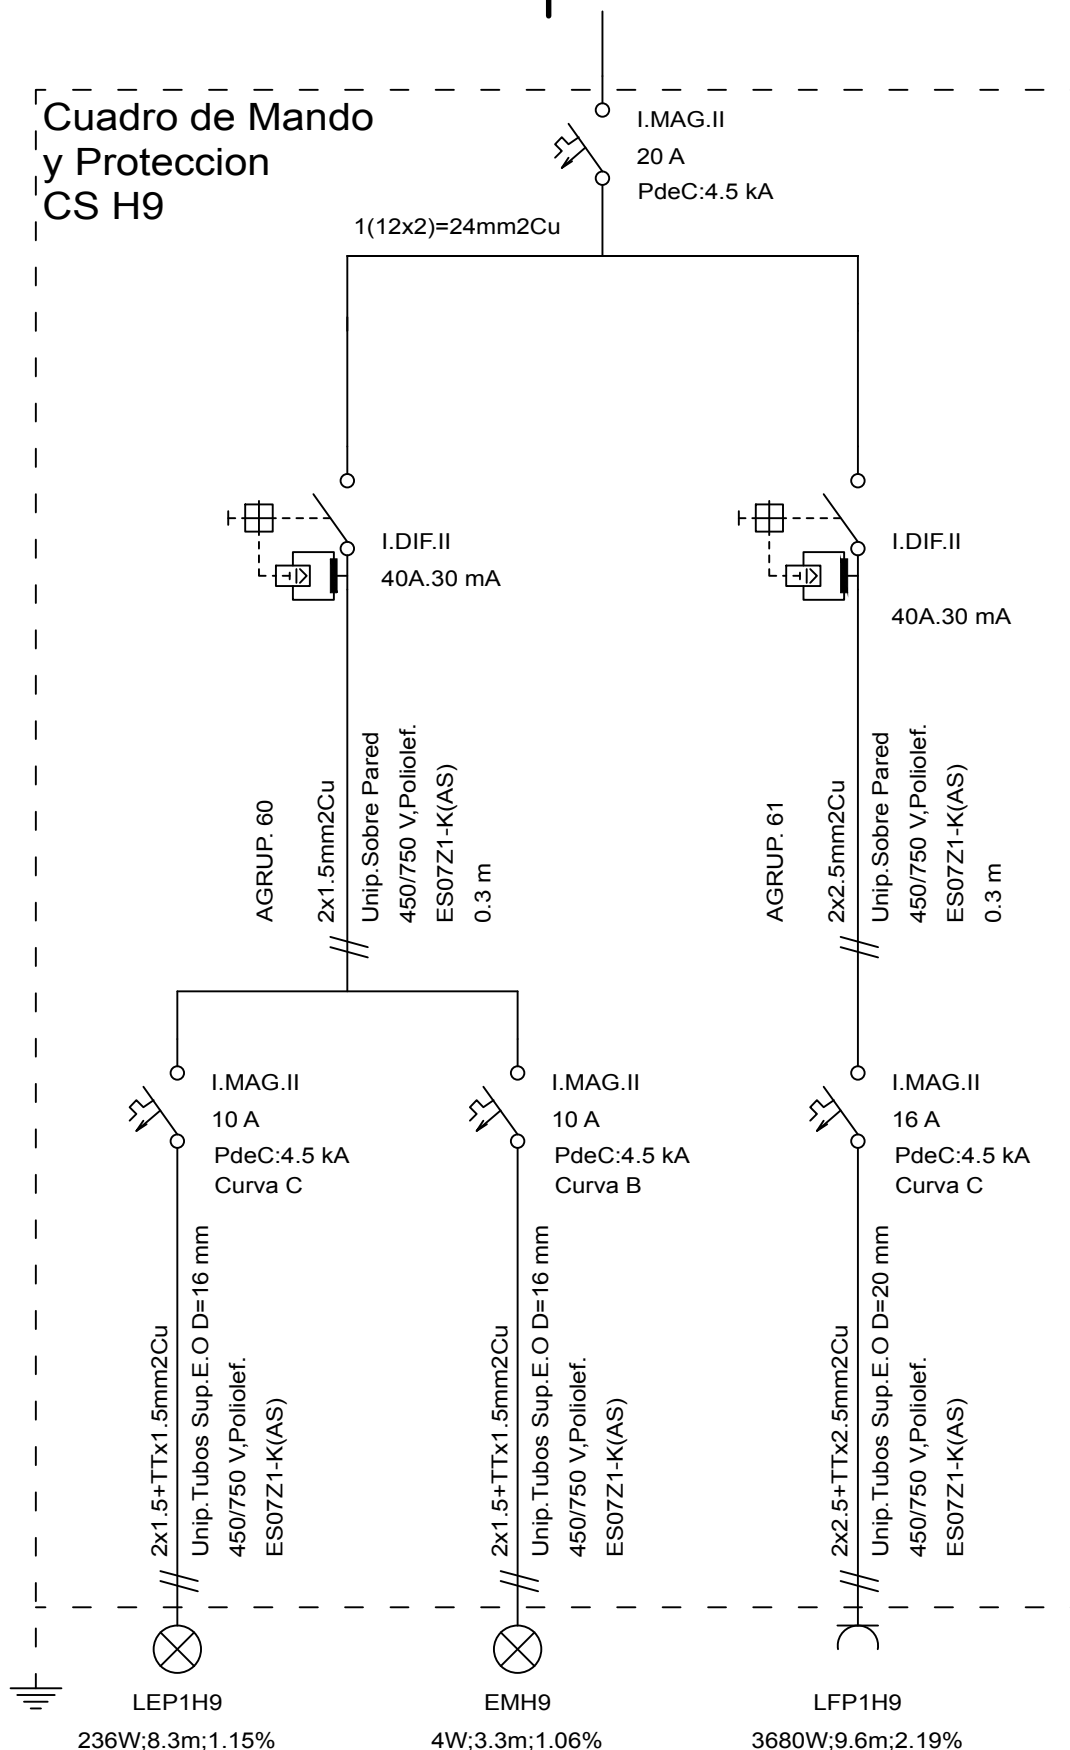 Cuadro de Mando
y Proteccion
CS H9
I.MAG.II
20 A
PdeC:4.5 kA
1(12x2)=24mm2Cu
I.DIF.II
40A.30 mA
I.DIF.II
40A.30 mA
AGRUP. 60
2x1.5mm2Cu
Unip.Sobre Pared
450/750 V,Poliolef.
ES07Z1-K(AS)
0.3 m
AGRUP. 61
2x2.5mm2Cu
Unip.Sobre Pared
450/750 V,Poliolef.
ES07Z1-K(AS)
0.3 m
I.MAG.II
10 A
PdeC:4.5 kA
Curva C
I.MAG.II
10 A
PdeC:4.5 kA
Curva B
I.MAG.II
16 A
PdeC:4.5 kA
Curva C
2x1.5+TTx1.5mm2Cu
Unip.Tubos Sup.E.O D=16 mm
450/750 V,Poliolef.
ES07Z1-K(AS)
2x1.5+TTx1.5mm2Cu
Unip.Tubos Sup.E.O D=16 mm
450/750 V,Poliolef.
ES07Z1-K(AS)
2x2.5+TTx2.5mm2Cu
Unip.Tubos Sup.E.O D=20 mm
450/750 V,Poliolef.
ES07Z1-K(AS)
LEP1H9
236W;8.3m;1.15%
EMH9
4W;3.3m;1.06%
LFP1H9
3680W;9.6m;2.19%